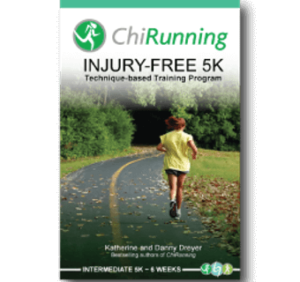 ChiRunning
INJURY-FREE 5K
Technique-based Training Program
Katherine and Danny Dreyer
Bestselling authors of ChiRunning
INTERMEDIATE 5K – 6 WEEKS